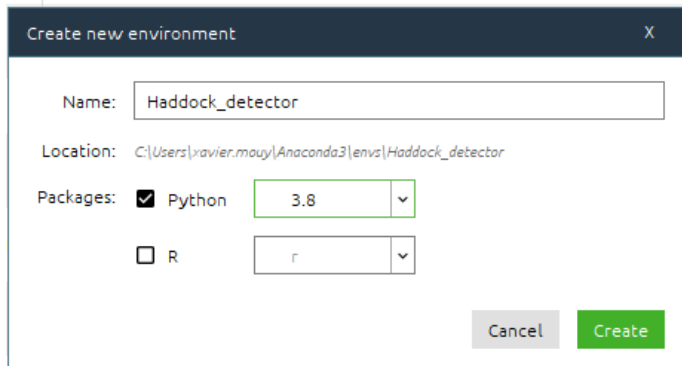 Create new environment X
Name: Haddock_detector
Location: C:\Users\xavier.mouy\Anaconda3\envs\Haddock_detector
Packages: Python 3.8
R r
Cancel Create